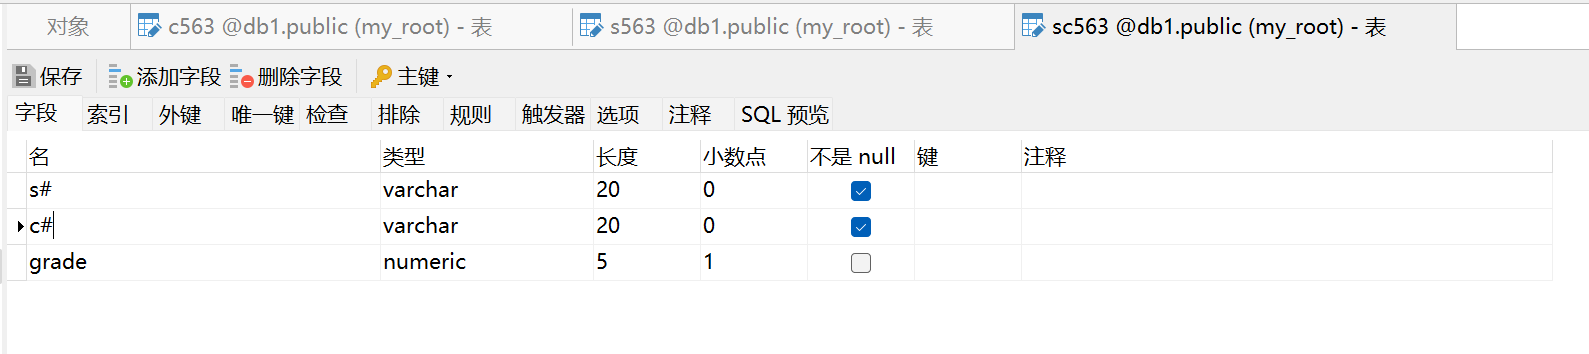 对象 c563 @db1.public (my_root) - 表 s563 @db1.public (my_root) - 表 sc563 @db1.public (my_root) - 表
保存 添加字段 删除字段 主键
字段 索引 外键 唯一键 检查 排除 规则 触发器 选项 注释 SQL 预览
名 类型 长度 小数点 不是 null 键 注释
s# varchar 20 0
c# varchar 20 0
grade numeric 5 1